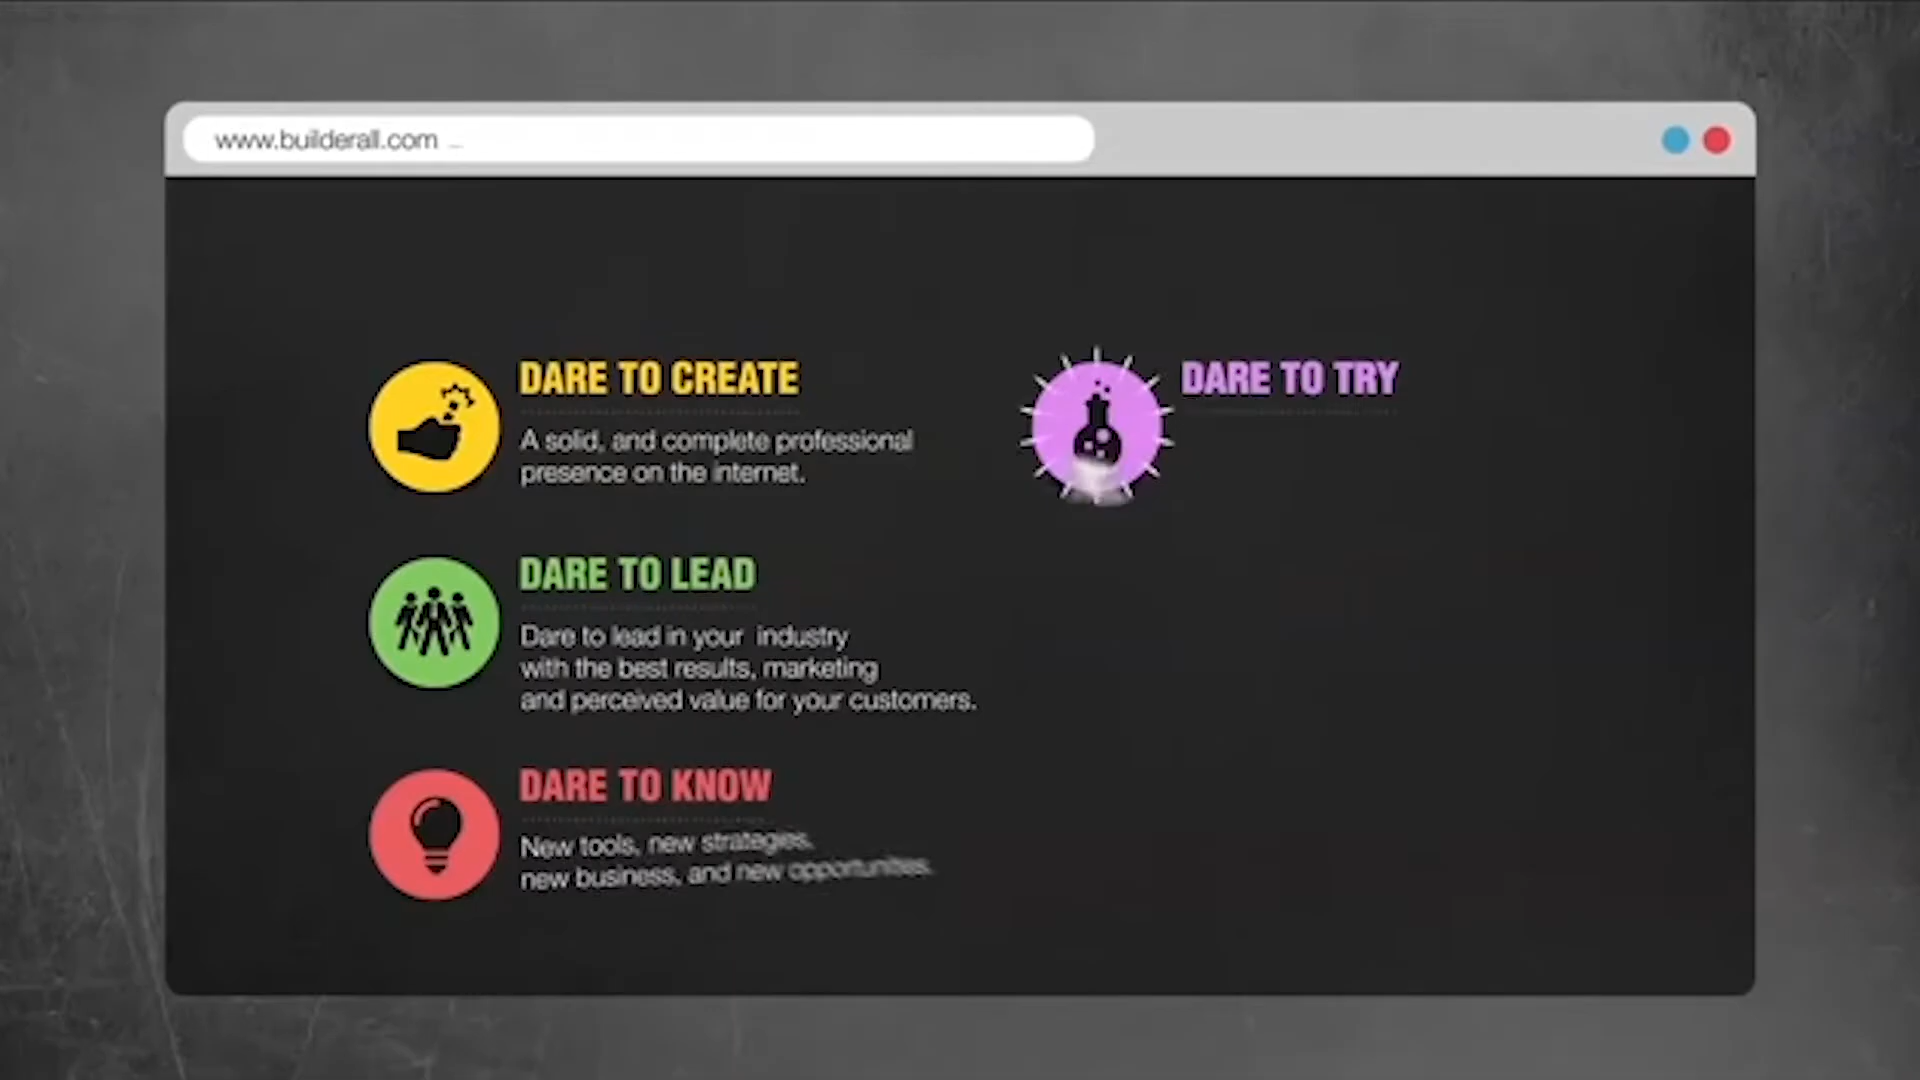 www.builderall.com
DARE TO CREATE
A solid, and complete professional
presence on the internet.
DARE TO LEAD
Dare to lead in your industry
with the best results, marketing
and perceived value for your customers.
DARE TO KNOW
New tools, new strategies,
new business, and new opportunities.
DARE TO TRY